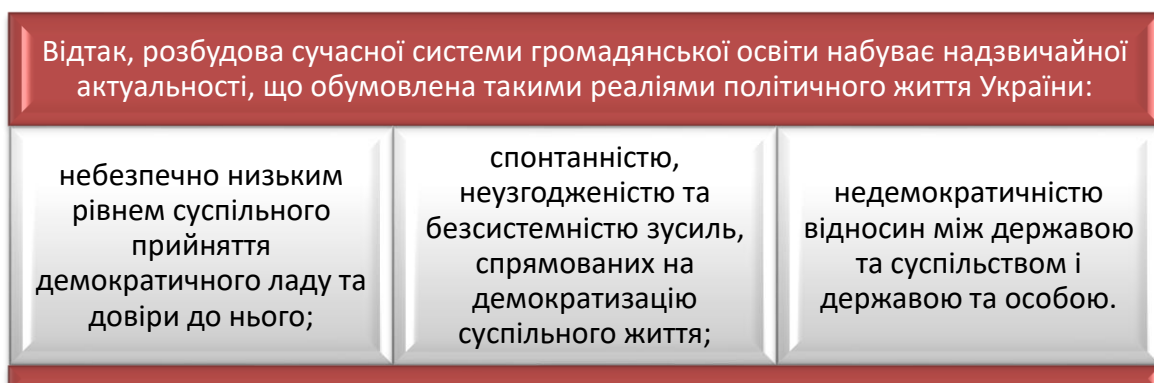 Відтак, розбудова сучасної системи громадянської освіти набуває надзвичайної
актуальності, що обумовлена такими реаліями політичного життя України:
небезпечно низьким
рівнем суспільного
прийняття
демократичного ладу та
довіри до нього;
спонтанністю,
неузгодженістю та
безсистемністю зусиль,
спрямованих на
демократизацію
суспільного життя;
недемократичністю
відносин між державою
та суспільством і
державою та особою.